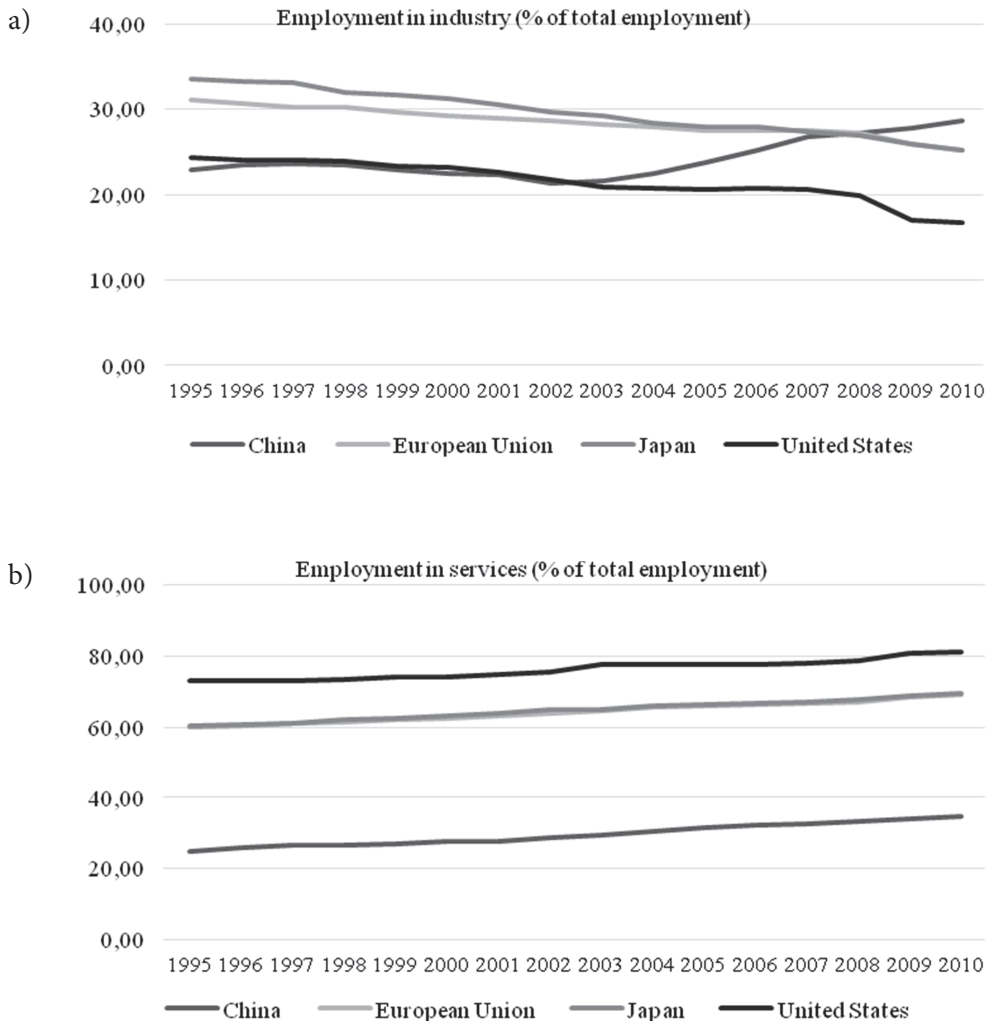 a)
Employment in industry (% of total employment)
40,00
30,00
20,00
10,00
0,00
1995 1996 1997 1998 1999 2000 2001 2002 2003 2004 2005 2006 2007 2008 2009 2010
China European Union Japan United States
b)
Employment in services (% of total employment)
100,00
80,00
60,00
40,00
20,00
0,00
1995 1996 1997 1998 1999 2000 2001 2002 2003 2004 2005 2006 2007 2008 2009 2010
China European Union Japan United States